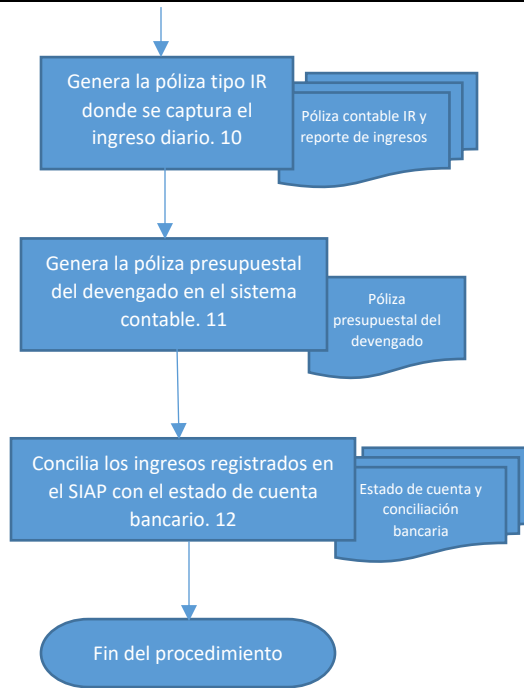 Genera la póliza tipo IR
donde se captura el
ingreso diario. 10
Póliza contable IR y
reporte de ingresos
Genera la póliza presupuestal
del devengado en el sistema
contable. 11
Póliza
presupuestal del
devengado
Concilia los ingresos registrados en
el SIAP con el estado de cuenta
bancario. 12
Estado de cuenta y
conciliación
bancaria
Fin del procedimiento